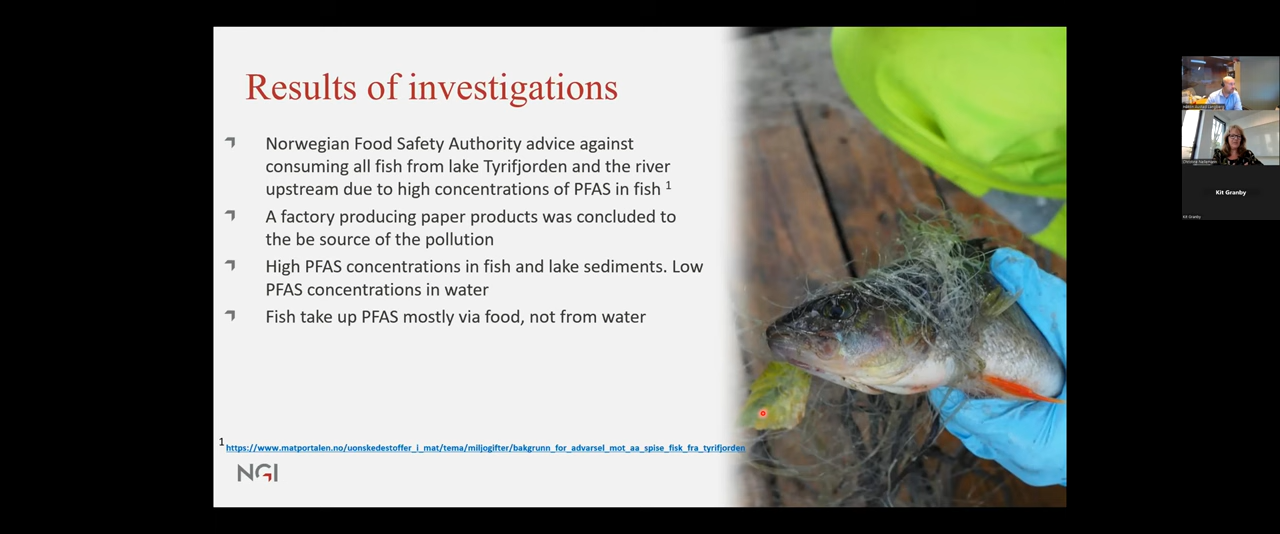 Results of investigations
Norwegian Food Safety Authority advice against
consuming all fish from lake Tyrifjorden and the river
upstream due to high concentrations of PFAS in fish 1
A factory producing paper products was concluded to
the be source of the pollution
High PFAS concentrations in fish and lake sediments. Low
PFAS concentrations in water
Fish take up PFAS mostly via food, not from water
1
https://www.matportalen.no/uonskedestoffer_i_mat/tema/miljogifter/bakgrunn_for_advarsel_mot_aa_spise_fisk_fra_tyrifjorden
NGI
Kit Granby
Kit Granby